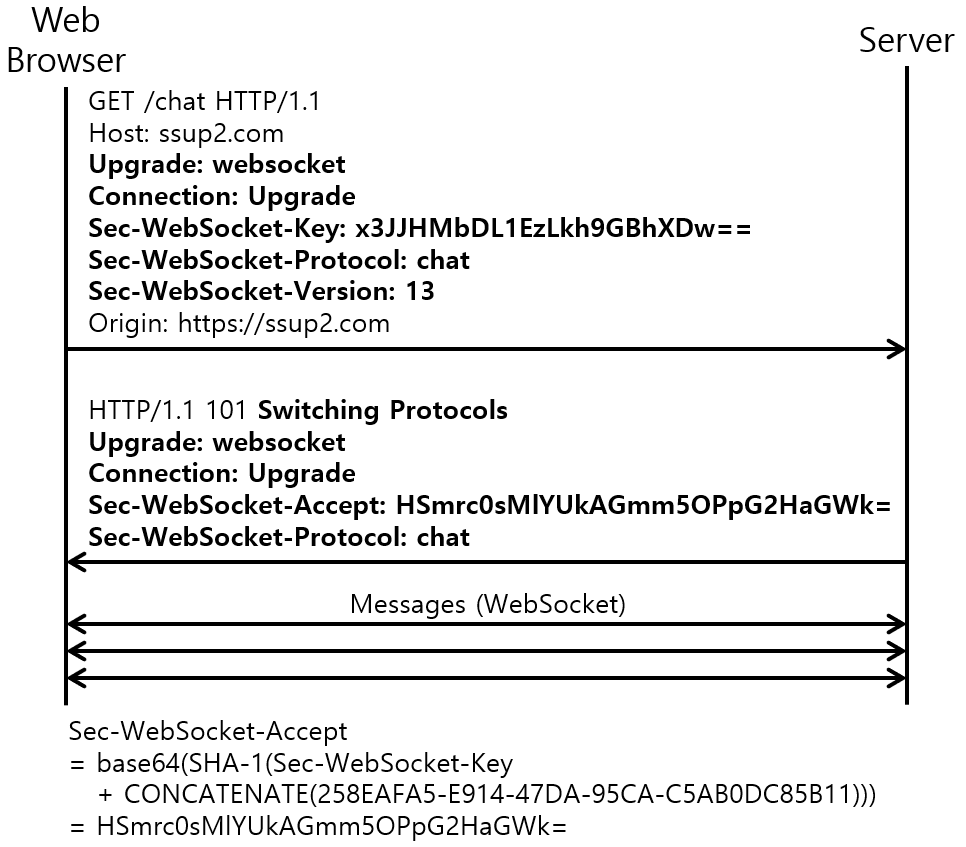 Web
Browser
Server
GET /chat HTTP/1.1
Host: ssup2.com
Upgrade: websocket
Connection: Upgrade
Sec-WebSocket-Key: x3JJHMbDL1EzLkh9GBhXDw==
Sec-WebSocket-Protocol: chat
Sec-WebSocket-Version: 13
Origin: https://ssup2.com
HTTP/1.1 101 Switching Protocols
Upgrade: websocket
Connection: Upgrade
Sec-WebSocket-Accept: HSmrc0sMlYUkAGmm5OPpG2HaGWk=
Sec-WebSocket-Protocol: chat
Messages (WebSocket)
Sec-WebSocket-Accept
= base64(SHA-1(Sec-WebSocket-Key
+ CONCATENATE(258EAFA5-E914-47DA-95CA-C5AB0DC85B11)))
= HSmrc0sMlYUkAGmm5OPpG2HaGWk=